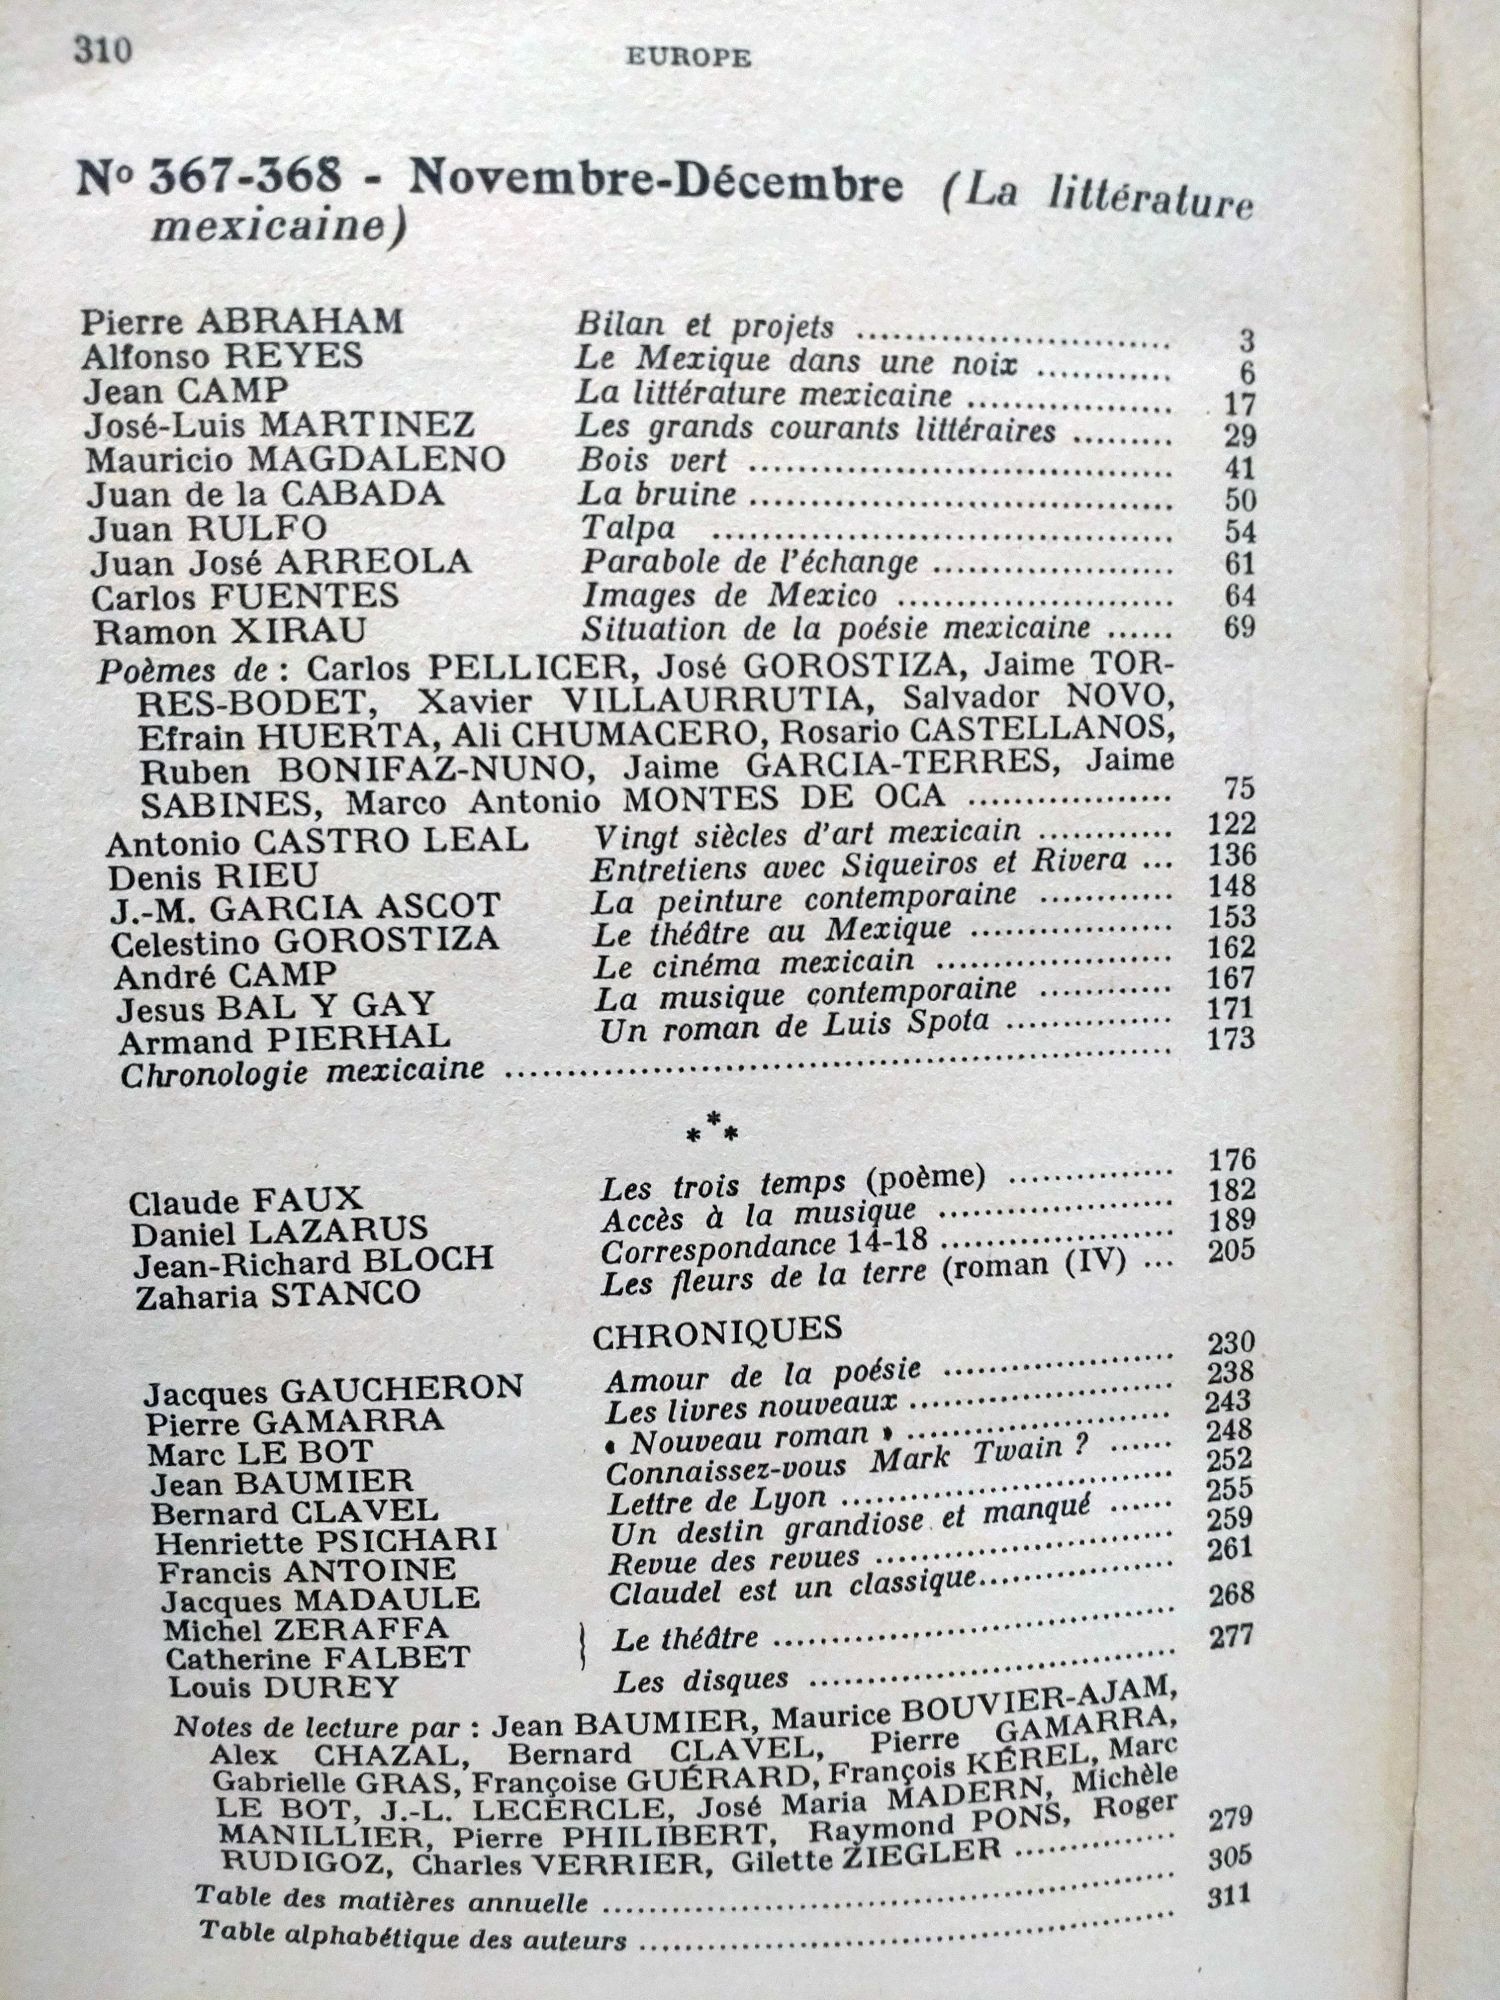 310 EUROPE
Nº 367-368 - Novembre-Décembre (La littérature
mexicaine)
Pierre ABRAHAM Bilan et projets .......................... 3
Alfonso REYES Le Mexique dans une noix ............ 6
Jean CAMP La littérature mexicaine .................. 17
José-Luis MARTINEZ Les grands courants littéraires ......... 29
Mauricio MAGDALENO Bois vert .................................... 41
Juan de la CABADA La bruine .................................... 50
Juan RULFO Talpa ........................................ 54
Juan José ARREOLA Parabole de l'échange ..................... 61
Carlos FUENTES Images de Mexico ........................ 64
Ramon XIRAU Situation de la poésie mexicaine ...... 69
Poèmes de : Carlos PELLICER, José GOROSTIZA, Jaime TOR-
RES-BODET, Xavier VILLAURRUTIA, Salvador NOVO,
Efrain HUERTA, Ali CHUMACERO, Rosario CASTELLANOS,
Ruben BONIFAZ-NUNO, Jaime GARCIA-TERRES, Jaime
SABINES, Marco Antonio MONTES DE OCA .................. 75
Antonio CASTRO LEAL Vingt siècles d'art mexicain ............ 122
Denis RIEU Entretiens avec Siqueiros et Rivera ... 136
J.-M. GARCIA ASCOT La peinture contemporaine ............ 148
Celestino GOROSTIZA Le théâtre au Mexique .................. 153
André CAMP Le cinéma mexicain ..................... 162
Jesus BAL Y GAY La musique contemporaine ............ 167
Armand PIERHAL Un roman de Luis Spota ............... 171
Chronologie mexicaine .................................................. 173
***
Claude FAUX Les trois temps (poème) ............... 176
Daniel LAZARUS Accès à la musique ..................... 182
Jean-Richard BLOCH Correspondance 14-18 ..................... 189
Zaharia STANCO Les fleurs de la terre (roman (IV) ... 205
CHRONIQUES
Jacques GAUCHERON Amour de la poésie ..................... 230
Pierre GAMARRA Les livres nouveaux ........................ 238
Marc LE BOT « Nouveau roman » ........................ 243
Jean BAUMIER Connaissez-vous Mark Twain ? ...... 248
Bernard CLAVEL Lettre de Lyon .............................. 252
Henriette PSICHARI Un destin grandiose et manqué ...... 255
Francis ANTOINE Revue des revues ........................... 259
Jacques MADAULE Claudel est un classique.................. 261
Michel ZERAFFA
Catherine FALBET } Le théâtre .................................... 268
Louis DUREY Les disques ................................. 277
Notes de lecture par : Jean BAUMIER, Maurice BOUVIER-AJAM,
Alex CHAZAL, Bernard CLAVEL, Pierre GAMARRA,
Gabrielle GRAS, Françoise GUÉRARD, François KÉREL, Marc
LE BOT, J.-L. LECERCLE, José Maria MADERN, Michèle
MANILLIER, Pierre PHILIBERT, Raymond PONS, Roger
RUDIGOZ, Charles VERRIER, Gilette ZIEGLER ............... 279
Table des matières annuelle ............................................. 305
Table alphabétique des auteurs .......................................... 311